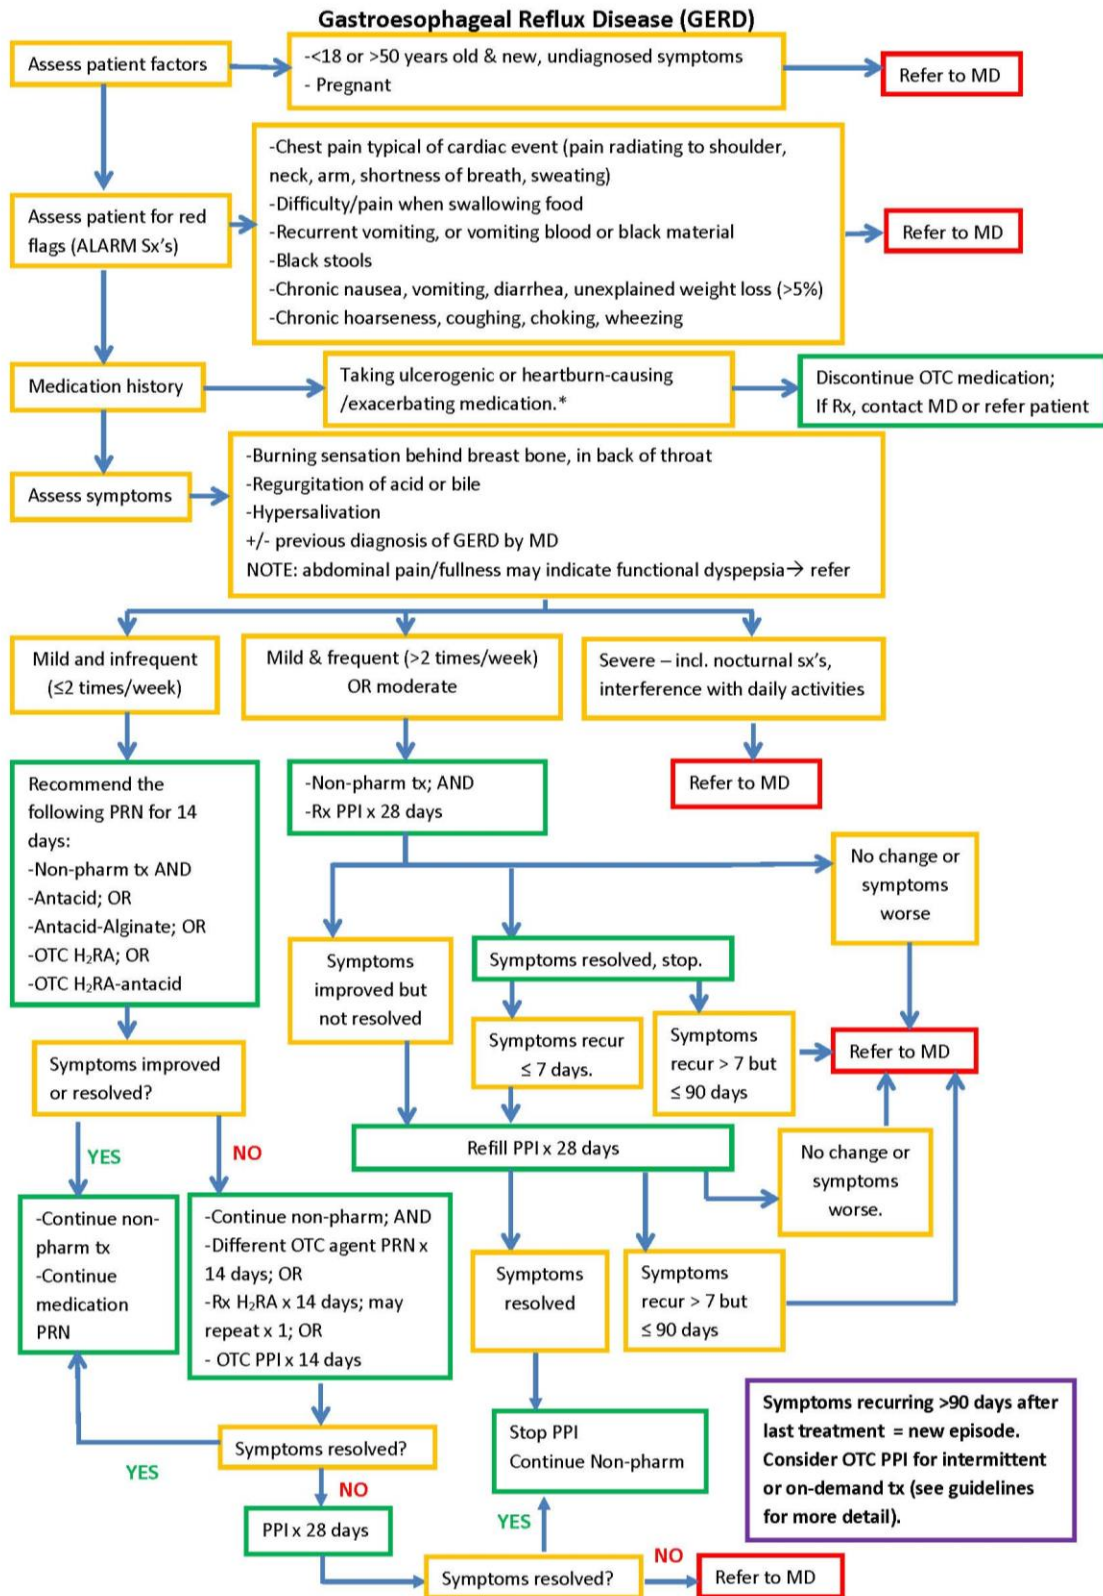 Gastroesophageal Reflux Disease (GERD)
Assess patient factors
-<18 or >50 years old & new, undiagnosed symptoms
- Pregnant
Refer to MD
Assess patient for red
flags (ALARM Sx's)
-Chest pain typical of cardiac event (pain radiating to shoulder,
neck, arm, shortness of breath, sweating)
-Difficulty/pain when swallowing food
-Recurrent vomiting, or vomiting blood or black material
-Black stools
-Chronic nausea, vomiting, diarrhea, unexplained weight loss (>5%)
-Chronic hoarseness, coughing, choking, wheezing
Refer to MD
Medication history
Taking ulcerogenic or heartburn-causing
/exacerbating medication.*
Discontinue OTC medication;
If Rx, contact MD or refer patient
Assess symptoms
-Burning sensation behind breast bone, in back of throat
-Regurgitation of acid or bile
-Hypersalivation
+/- previous diagnosis of GERD by MD
NOTE: abdominal pain/fullness may indicate functional dyspepsia→ refer
Mild and infrequent
(≤2 times/week)
Mild & frequent (>2 times/week)
OR moderate
Severe – incl. nocturnal sx's,
interference with daily activities
Recommend the
following PRN for 14
days:
-Non-pharm tx AND
-Antacid; OR
-Antacid-Alginate; OR
-OTC H₂RA; OR
-OTC H₂RA-antacid
-Non-pharm tx; AND
-Rx PPI x 28 days
Refer to MD
No change or
symptoms
worse
Symptoms
improved but
not resolved
Symptoms resolved, stop.
Symptoms recur
≤ 7 days.
Symptoms
recur > 7 but
≤ 90 days
Refer to MD
Symptoms improved
or resolved?
YES
NO
Refill PPI x 28 days
No change or
symptoms
worse.
-Continue non-
pharm tx
-Continue
medication
PRN
-Continue non-pharm; AND
-Different OTC agent PRN x
14 days; OR
-Rx H₂RA x 14 days; may
repeat x 1; OR
- OTC PPI x 14 days
Symptoms
resolved
Symptoms
recur > 7 but
≤ 90 days
Symptoms resolved?
YES
NO
Stop PPI
Continue Non-pharm
Symptoms recurring >90 days after
last treatment = new episode.
Consider OTC PPI for intermittent
or on-demand tx (see guidelines
for more detail).
PPI x 28 days
YES
Symptoms resolved?
NO
Refer to MD